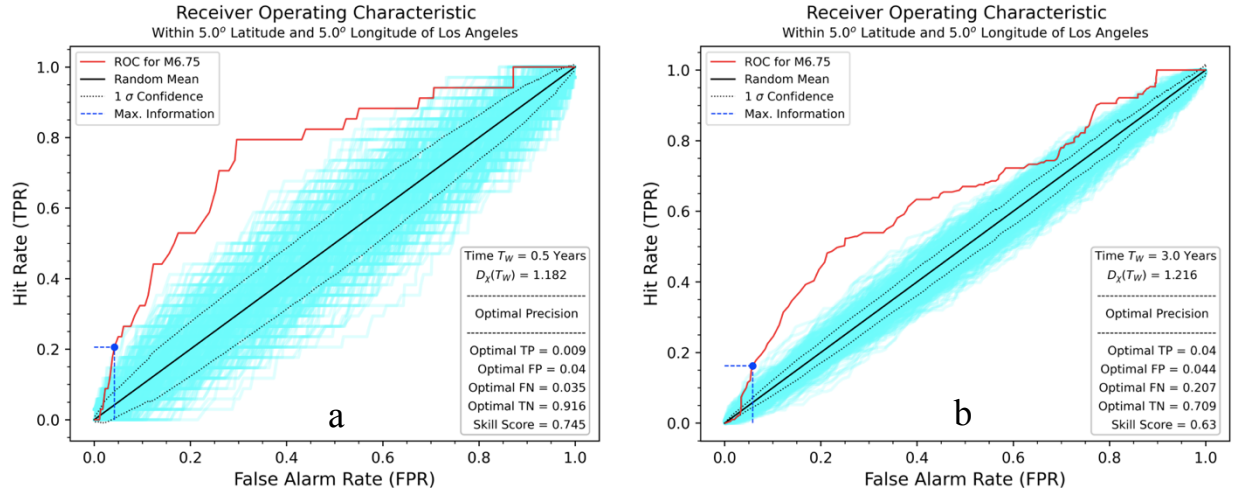 Receiver Operating Characteristic
Within 5.0° Latitude and 5.0° Longitude of Los Angeles
ROC for M6.75
Random Mean
1 σ Confidence
Max. Information
1.0
0.8
0.6
0.4
0.2
0.0
Hit Rate (TPR)
Time T_W = 0.5 Years
D_χ(T_W) = 1.182
Optimal Precision
Optimal TP = 0.009
Optimal FP = 0.04
Optimal FN = 0.035
Optimal TN = 0.916
Skill Score = 0.745
a
0.0 0.2 0.4 0.6 0.8 1.0
False Alarm Rate (FPR)
Receiver Operating Characteristic
Within 5.0° Latitude and 5.0° Longitude of Los Angeles
ROC for M6.75
Random Mean
1 σ Confidence
Max. Information
1.0
0.8
0.6
0.4
0.2
0.0
Hit Rate (TPR)
Time T_W = 3.0 Years
D_χ(T_W) = 1.216
Optimal Precision
Optimal TP = 0.04
Optimal FP = 0.044
Optimal FN = 0.207
Optimal TN = 0.709
Skill Score = 0.63
b
0.0 0.2 0.4 0.6 0.8 1.0
False Alarm Rate (FPR)